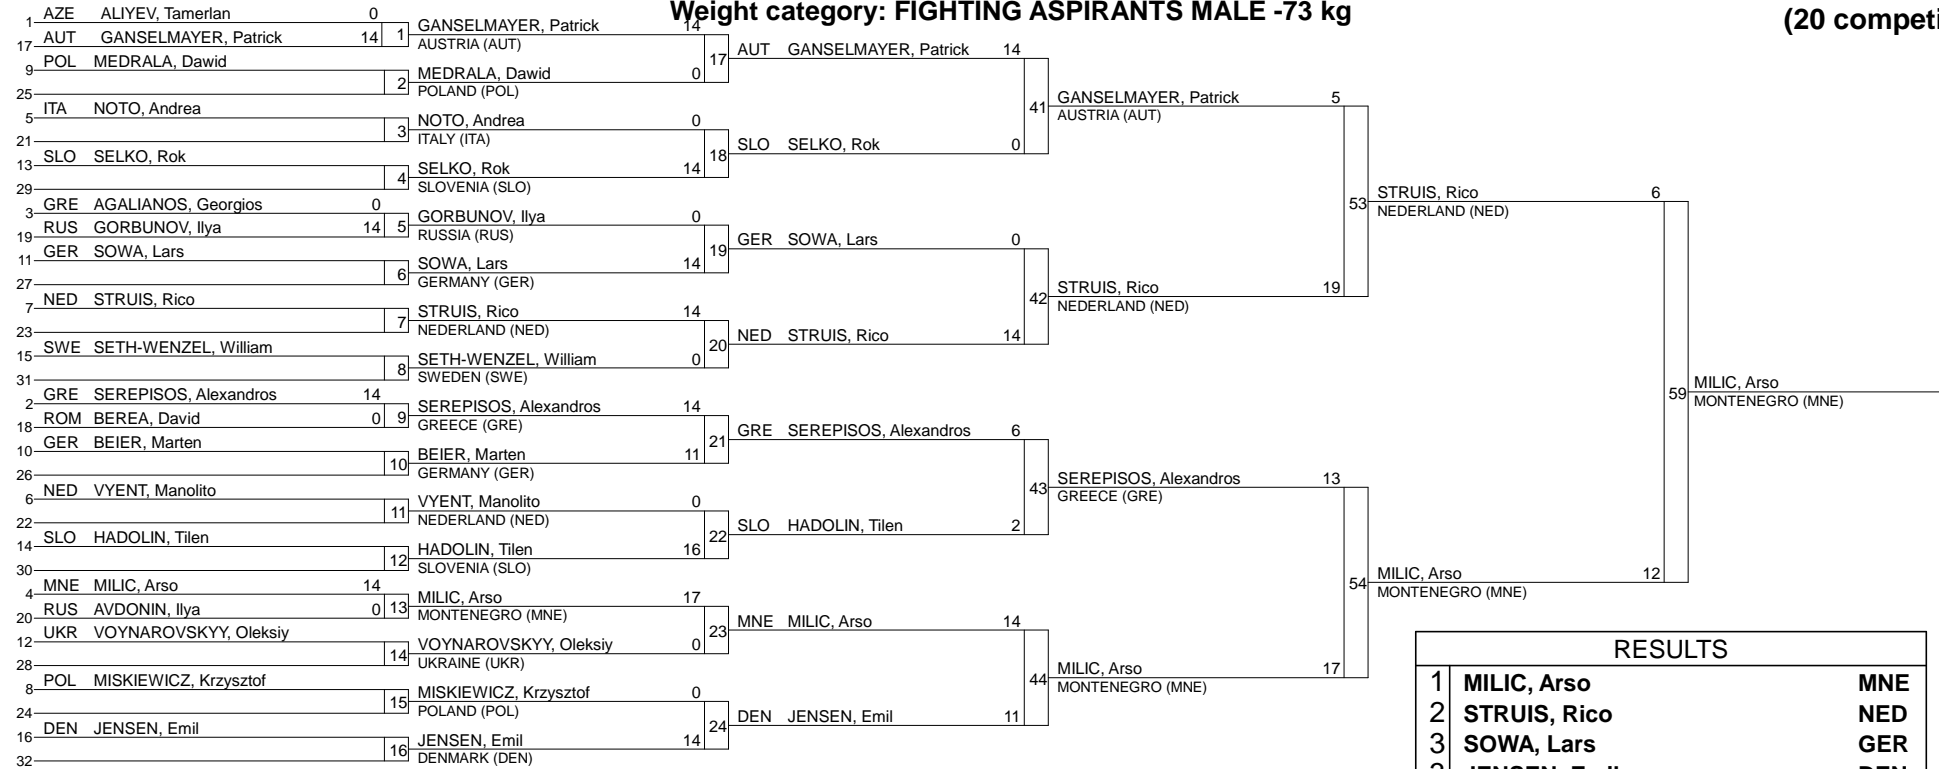 Weight category: FIGHTING ASPIRANTS MALE -73 kg
(20 competi
1 AZE ALIYEV, Tamerlan 0
17 AUT GANSELMAYER, Patrick 14
1
9 POL MEDRALA, Dawid
25
2
5 ITA NOTO, Andrea
21
3
13 SLO SELKO, Rok
29
4
3 GRE AGALIANOS, Georgios 0
19 RUS GORBUNOV, Ilya 14
5
11 GER SOWA, Lars
27
6
7 NED STRUIS, Rico
23
7
15 SWE SETH-WENZEL, William
31
8
2 GRE SEREPISOS, Alexandros 14
18 ROM BEREA, David 0
9
10 GER BEIER, Marten
26
10
6 NED VYENT, Manolito
22
11
14 SLO HADOLIN, Tilen
30
12
4 MNE MILIC, Arso 14
20 RUS AVDONIN, Ilya 0
13
12 UKR VOYNAROVSKYY, Oleksiy
28
14
8 POL MISKIEWICZ, Krzysztof
24
15
16 DEN JENSEN, Emil
32
16
GANSELMAYER, Patrick 14
AUSTRIA (AUT)
17
MEDRALA, Dawid 0
POLAND (POL)
NOTO, Andrea 0
ITALY (ITA)
18
SELKO, Rok 14
SLOVENIA (SLO)
GORBUNOV, Ilya 0
RUSSIA (RUS)
19
SOWA, Lars 14
GERMANY (GER)
STRUIS, Rico 14
NEDERLAND (NED)
20
SETH-WENZEL, William 0
SWEDEN (SWE)
SEREPISOS, Alexandros 14
GREECE (GRE)
21
BEIER, Marten 11
GERMANY (GER)
VYENT, Manolito 0
NEDERLAND (NED)
22
HADOLIN, Tilen 16
SLOVENIA (SLO)
MILIC, Arso 17
MONTENEGRO (MNE)
23
VOYNAROVSKYY, Oleksiy 0
UKRAINE (UKR)
MISKIEWICZ, Krzysztof 0
POLAND (POL)
24
JENSEN, Emil 14
DENMARK (DEN)
AUT GANSELMAYER, Patrick 14
41
SLO SELKO, Rok 0
GER SOWA, Lars 0
42
NED STRUIS, Rico 14
GRE SEREPISOS, Alexandros 6
43
SLO HADOLIN, Tilen 2
MNE MILIC, Arso 14
44
DEN JENSEN, Emil 11
GANSELMAYER, Patrick 5
AUSTRIA (AUT)
53
STRUIS, Rico 19
NEDERLAND (NED)
SEREPISOS, Alexandros 13
GREECE (GRE)
54
MILIC, Arso 17
MONTENEGRO (MNE)
STRUIS, Rico 6
NEDERLAND (NED)
59
MILIC, Arso 12
MONTENEGRO (MNE)
MILIC, Arso
MONTENEGRO (MNE)
RESULTS
1 MILIC, Arso MNE
2 STRUIS, Rico NED
3 SOWA, Lars GER